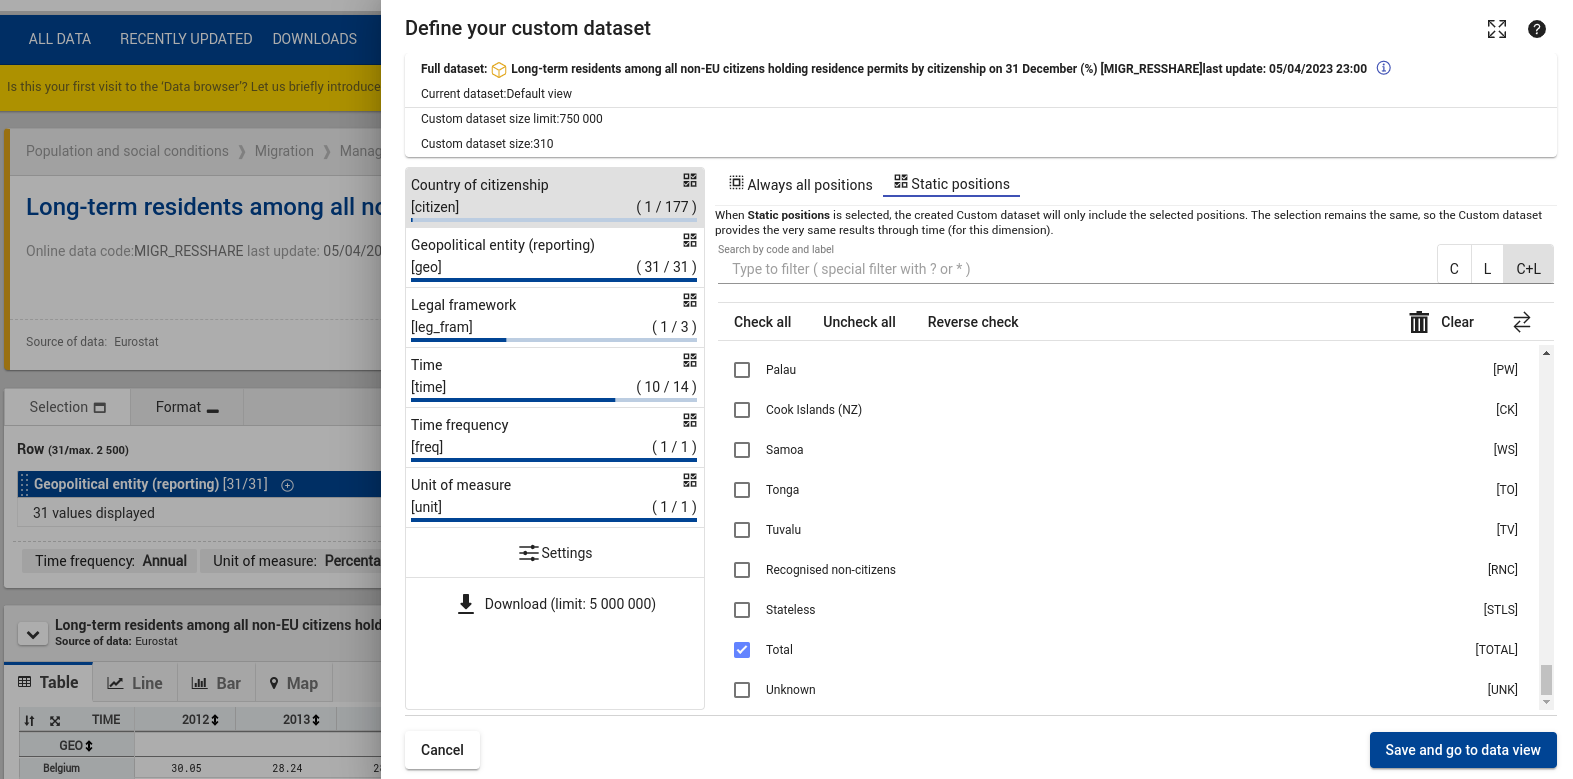 ALL DATA RECENTLY UPDATED DOWNLOADS
Is this your first visit to the 'Data browser'? Let us briefly introduce
Population and social conditions ❯ Migration ❯ Manag
Long-term residents among all no
Online data code:MIGR_RESSHARE last update: 05/04/20
Source of data: Eurostat
Selection Format
Row (31/max. 2 500)
Geopolitical entity (reporting) [31/31]
31 values displayed
Time frequency: Annual Unit of measure: Percenta
Long-term residents among all non-EU citizens hold
Source of data: Eurostat
Table Line Bar Map
TIME 2012 2013
GEO
Belgium 30.05 28.24 2
Define your custom dataset
Full dataset: Long-term residents among all non-EU citizens holding residence permits by citizenship on 31 December (%) [MIGR_RESSHARE]last update: 05/04/2023 23:00
Current dataset:Default view
Custom dataset size limit:750 000
Custom dataset size:310
Country of citizenship
[citizen] ( 1 / 177 )
Geopolitical entity (reporting)
[geo] ( 31 / 31 )
Legal framework
[leg_fram] ( 1 / 3 )
Time
[time] ( 10 / 14 )
Time frequency
[freq] ( 1 / 1 )
Unit of measure
[unit] ( 1 / 1 )
Settings
Download (limit: 5 000 000)
Always all positions Static positions
When Static positions is selected, the created Custom dataset will only include the selected positions. The selection remains the same, so the Custom dataset
provides the very same results through time (for this dimension).
Search by code and label
Type to filter ( special filter with ? or * ) C L C+L
Check all Uncheck all Reverse check Clear
Palau [PW]
Cook Islands (NZ) [CK]
Samoa [WS]
Tonga [TO]
Tuvalu [TV]
Recognised non-citizens [RNC]
Stateless [STLS]
Total [TOTAL]
Unknown [UNK]
Cancel Save and go to data view